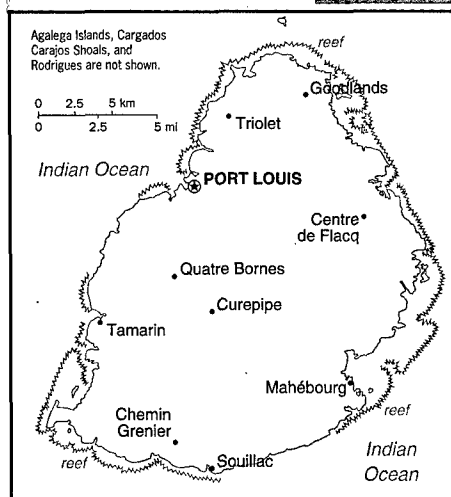 Agalega Islands, Cargados
Carajos Shoals, and
Rodrigues are not shown.
0 2.5 5 km
0 2.5 5 mi
reef
Goodlands
Triolet
Indian Ocean
PORT LOUIS
Centre
de Flacq
Quatre Bornes
Curepipe
Tamarin
Mahébourg
reef
Chemin
Grenier
reef
Souillac
Indian
Ocean